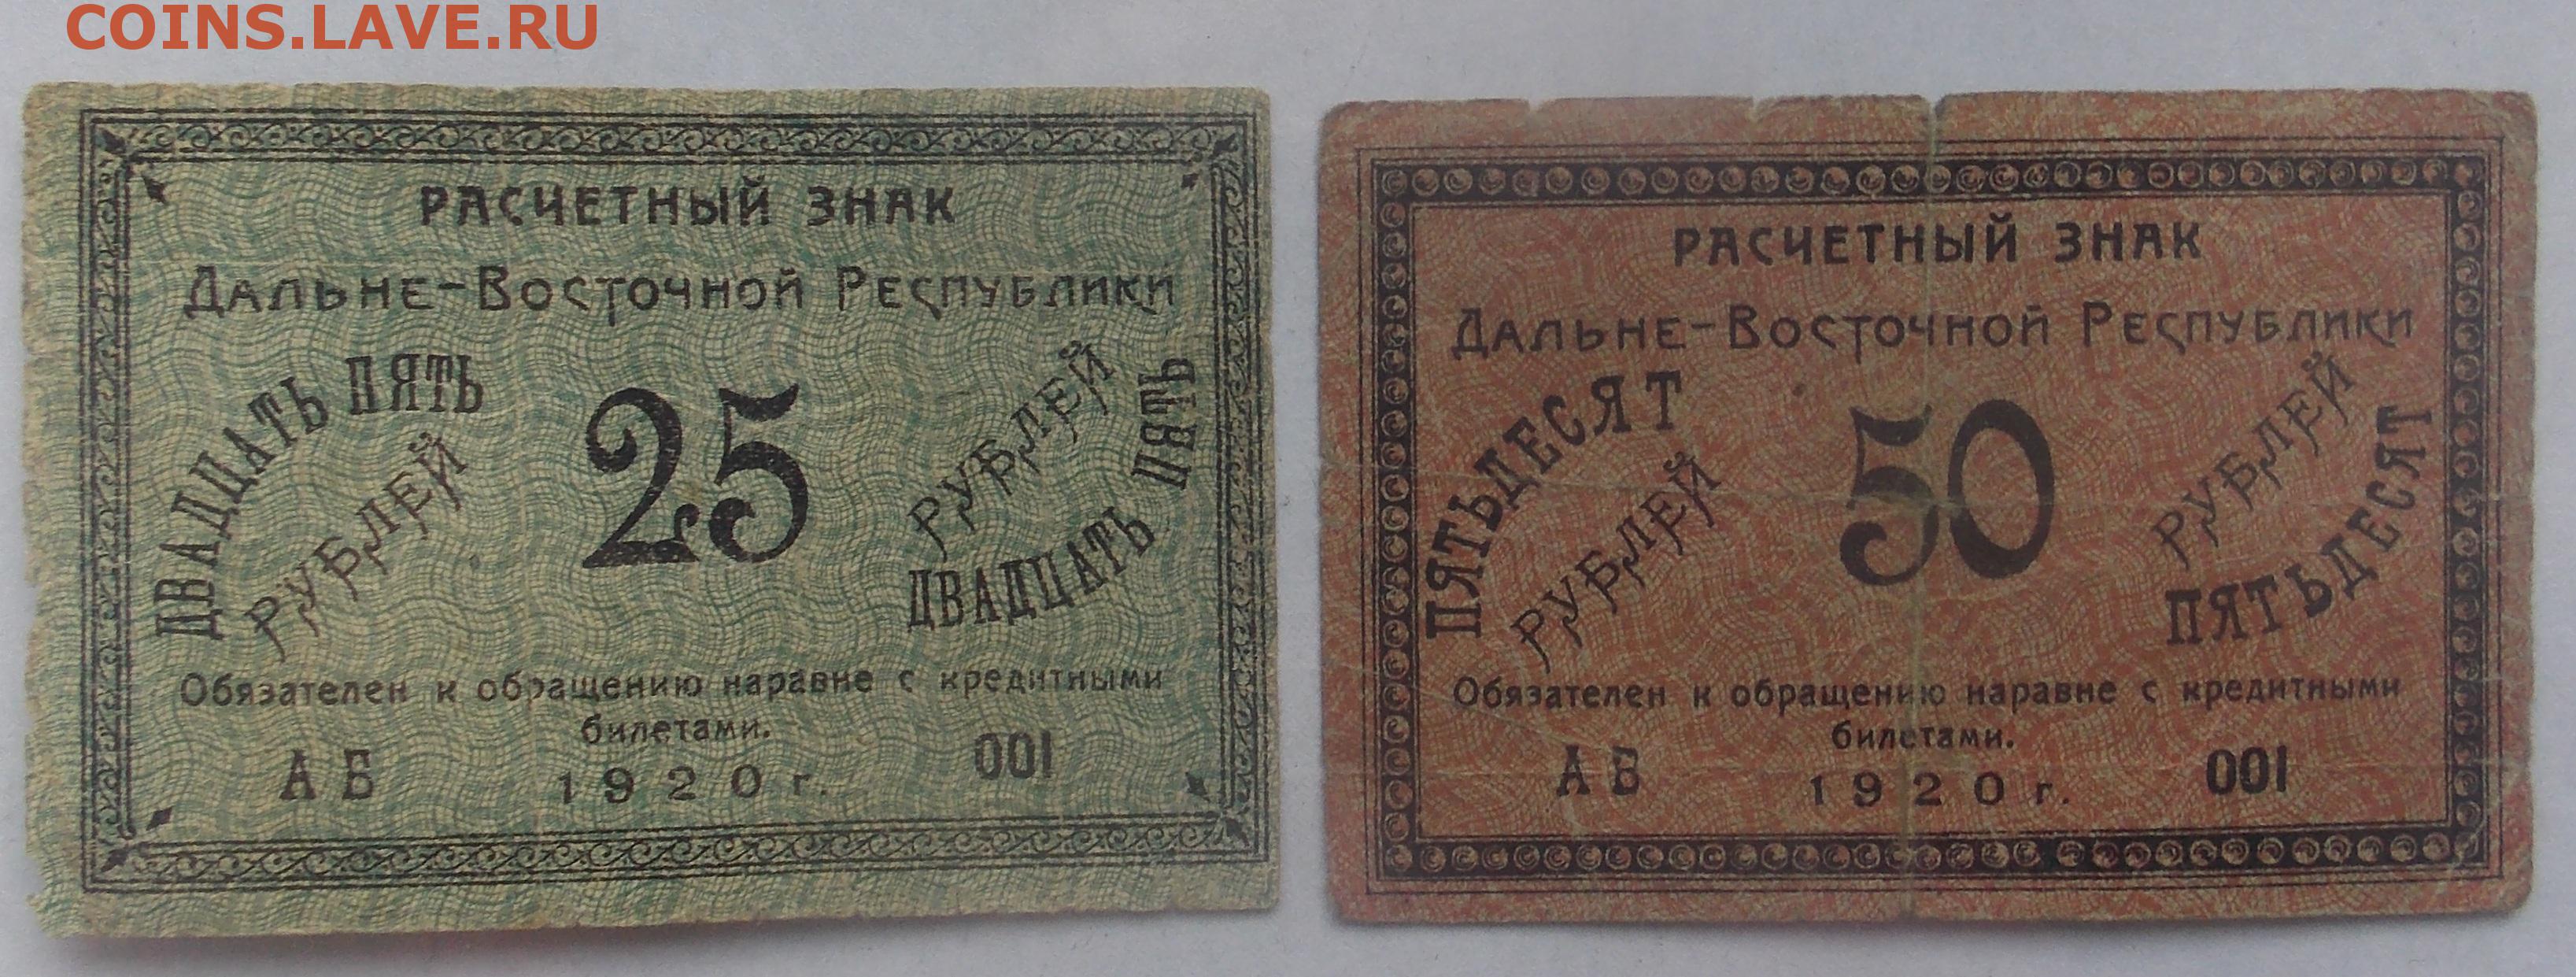 COINS.LAVE.RU
РАСЧЕТНЫЙ ЗНАК
ДАЛЬНЕ-ВОСТОЧНОЙ РЕСПУБЛИКИ
ДВАДЦАТЬ ПЯТЬ
РУБЛЕЙ
25
РУБЛЕЙ
ДВАДЦАТЬ ПЯТЬ
Обязателен к обращению наравне с кредитными
билетами.
АБ
1920 г.
001
РАСЧЕТНЫЙ ЗНАК
ДАЛЬНЕ-ВОСТОЧНОЙ РЕСПУБЛИКИ
ПЯТЬДЕСЯТ
РУБЛЕЙ
50
РУБЛЕЙ
ПЯТЬДЕСЯТ
Обязателен к обращению наравне с кредитными
билетами.
АБ
1920 г.
001